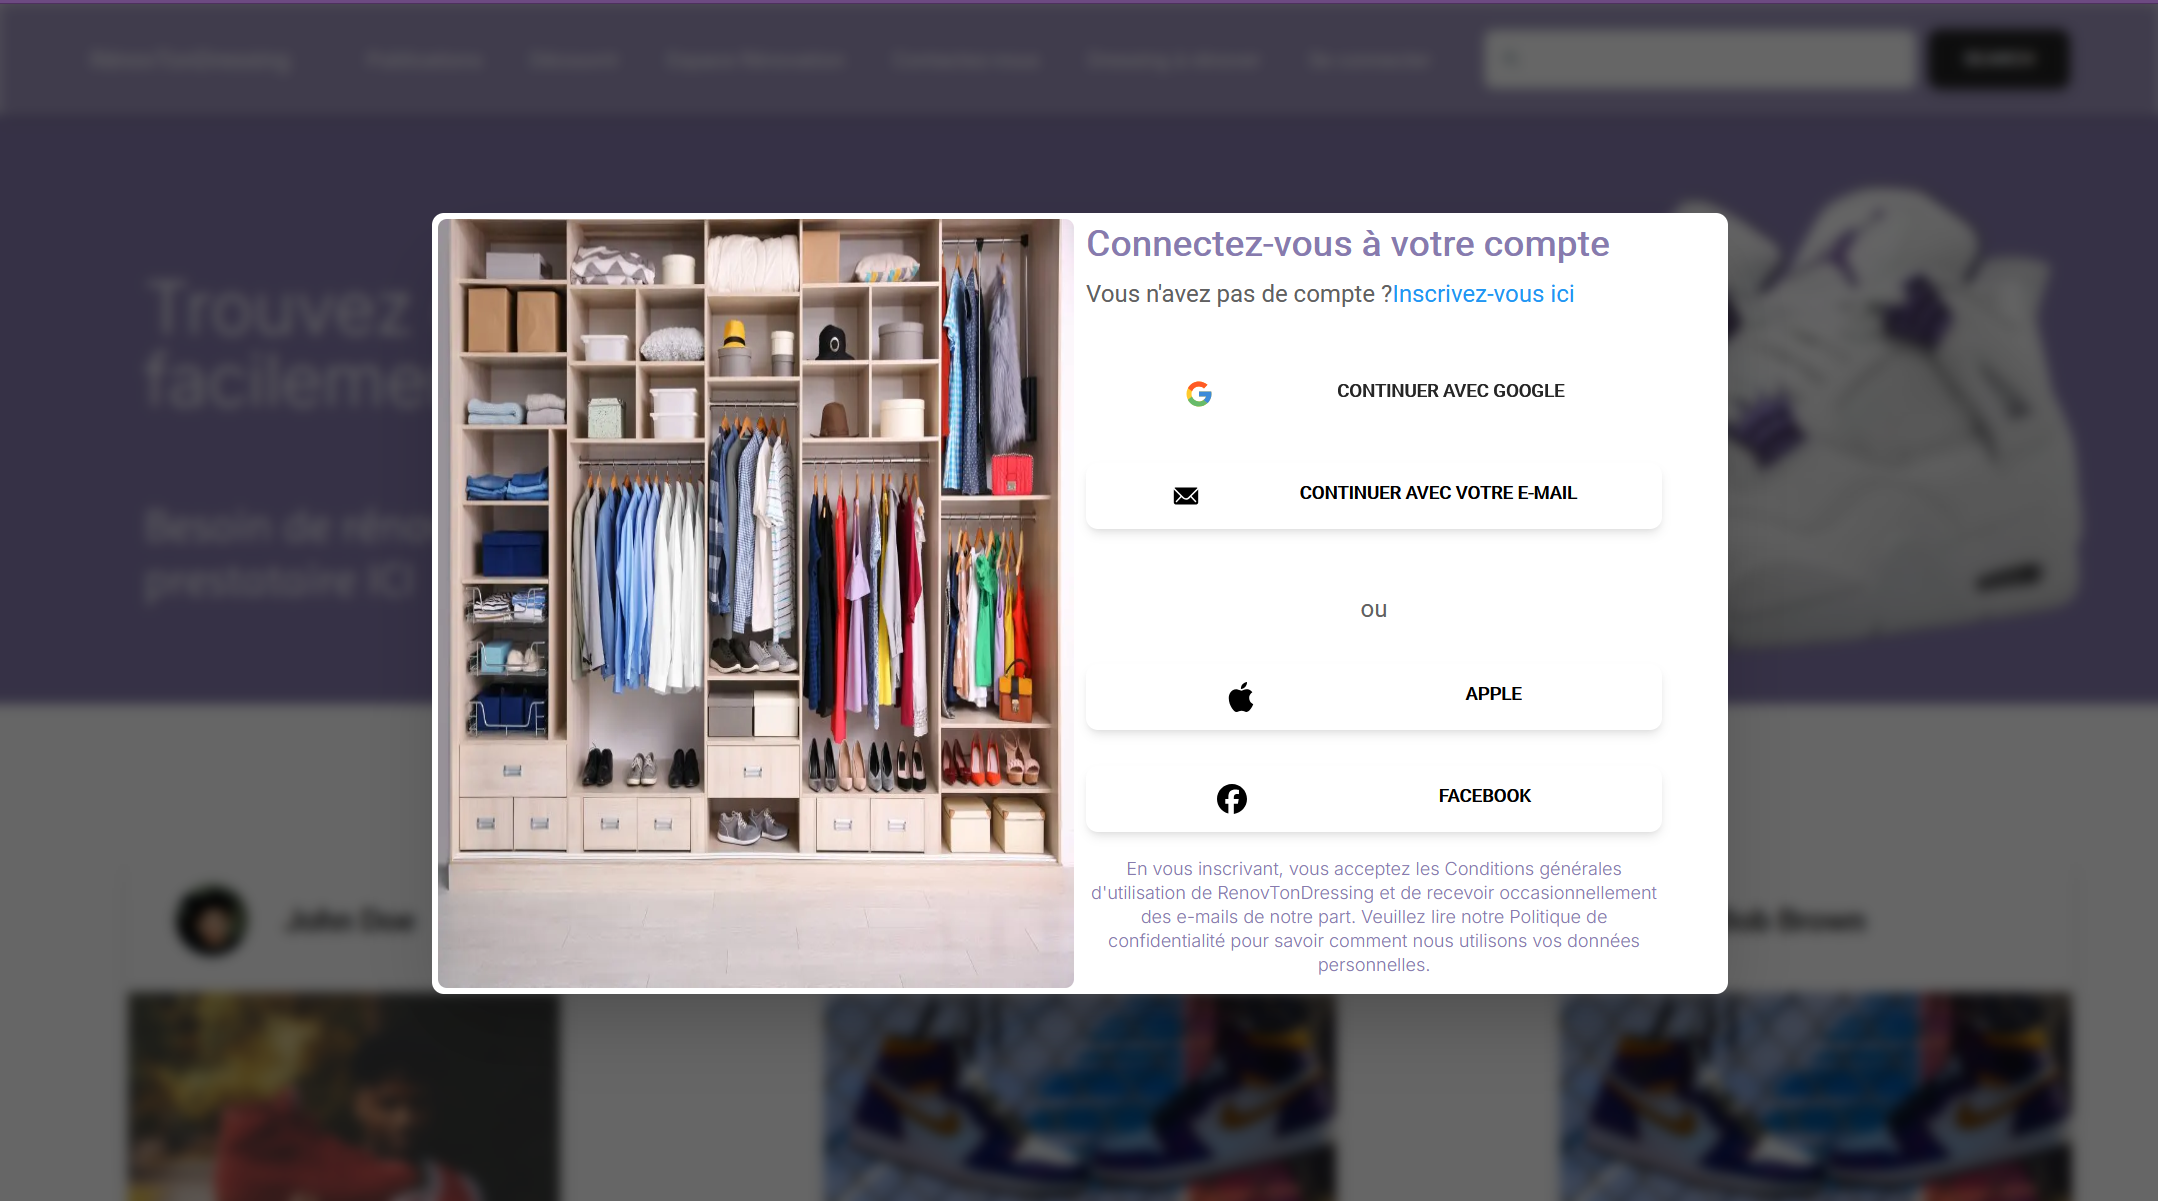 Trouvez
facileme
Besoin de réno
prestataire ICI
Connectez-vous à votre compte
Vous n'avez pas de compte ?Inscrivez-vous ici
CONTINUER AVEC GOOGLE
CONTINUER AVEC VOTRE E-MAIL
ou
APPLE
FACEBOOK
En vous inscrivant, vous acceptez les Conditions générales
d'utilisation de RenovTonDressing et de recevoir occasionnellement
des e-mails de notre part. Veuillez lire notre Politique de
confidentialité pour savoir comment nous utilisons vos données
personnelles.
John Doe
Bob Brown